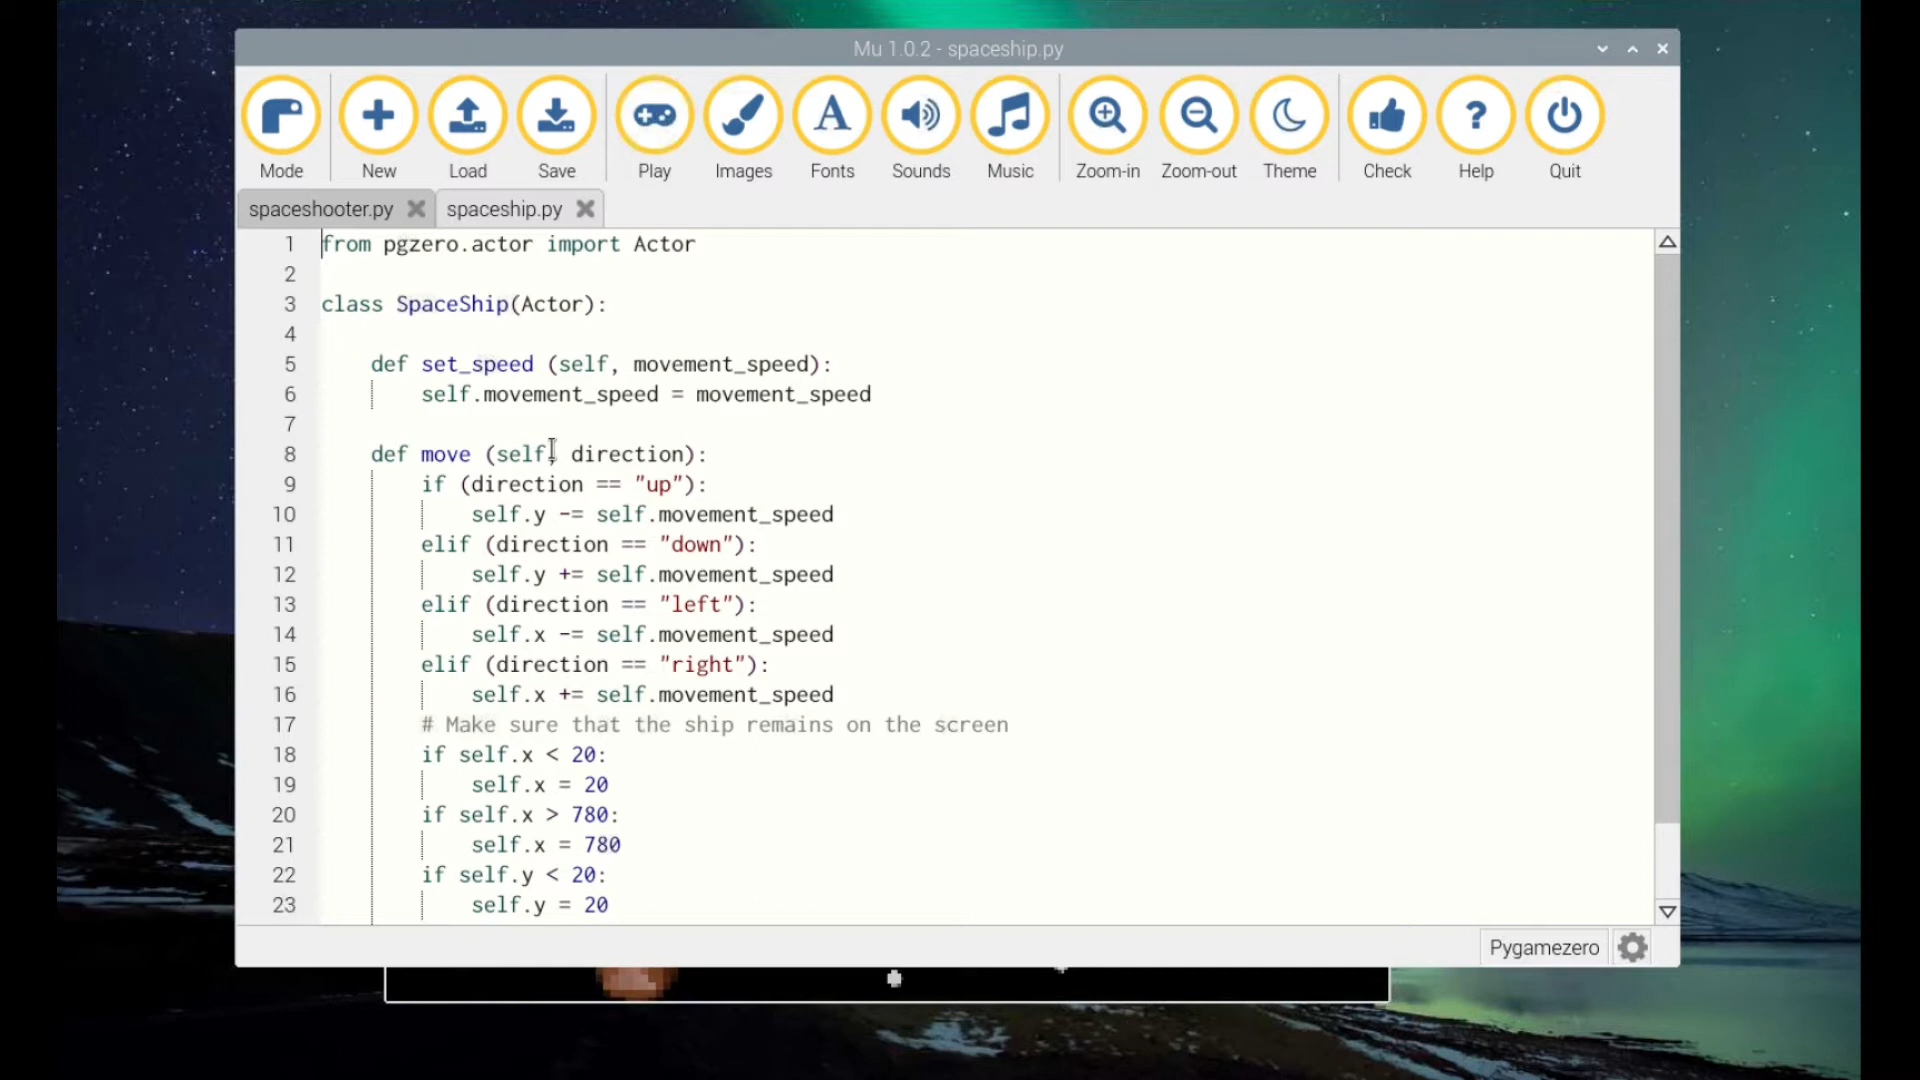 Mu 1.0.2 - spaceship.py
Mode New Load Save Play Images Fonts Sounds Music Zoom-in Zoom-out Theme Check Help Quit
spaceshooter.py spaceship.py
1 from pgzero.actor import Actor
2
3 class SpaceShip(Actor):
4
5 def set_speed (self, movement_speed):
6 self.movement_speed = movement_speed
7
8 def move (self, direction):
9 if (direction == "up"):
10 self.y -= self.movement_speed
11 elif (direction == "down"):
12 self.y += self.movement_speed
13 elif (direction == "left"):
14 self.x -= self.movement_speed
15 elif (direction == "right"):
16 self.x += self.movement_speed
17 # Make sure that the ship remains on the screen
18 if self.x < 20:
19 self.x = 20
20 if self.x > 780:
21 self.x = 780
22 if self.y < 20:
23 self.y = 20
Pygamezero